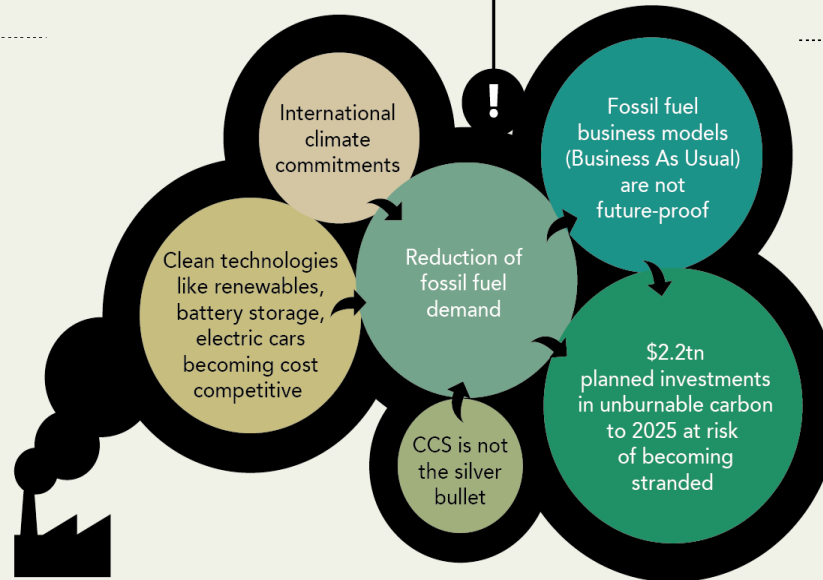 International
climate
commitments
!
Fossil fuel
business models
(Business As Usual)
are not
future-proof
Clean technologies
like renewables,
battery storage,
electric cars
becoming cost
competitive
Reduction of
fossil fuel
demand
$2.2tn
planned investments
in unburnable carbon
to 2025 at risk
of becoming
stranded
CCS is not
the silver
bullet